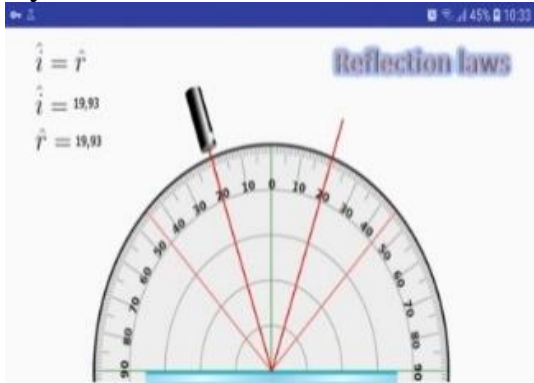 45% 10:33
Reflection laws
î = r̂
î = 19,93
r̂ = 19,93
90 80 70 60 50 40 30 20 10 0 10 20 30 40 50 60 70 80 90